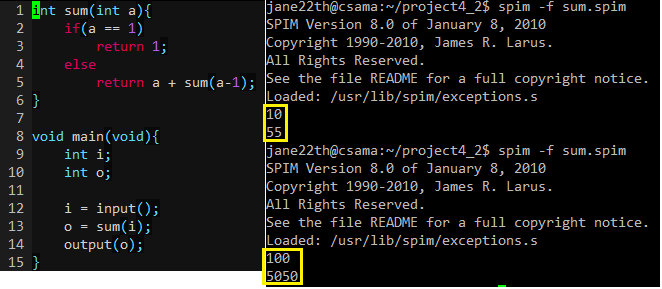 1 int sum(int a){
2     if(a == 1)
3         return 1;
4     else
5         return a + sum(a-1);
6 }
7
8 void main(void){
9     int i;
10     int o;
11
12     i = input();
13     o = sum(i);
14     output(o);
15 }
jane22th@csama:~/project4_2$ spim -f sum.spim
SPIM Version 8.0 of January 8, 2010
Copyright 1990-2010, James R. Larus.
All Rights Reserved.
See the file README for a full copyright notice.
Loaded: /usr/lib/spim/exceptions.s
10
55
jane22th@csama:~/project4_2$ spim -f sum.spim
SPIM Version 8.0 of January 8, 2010
Copyright 1990-2010, James R. Larus.
All Rights Reserved.
See the file README for a full copyright notice.
Loaded: /usr/lib/spim/exceptions.s
100
5050